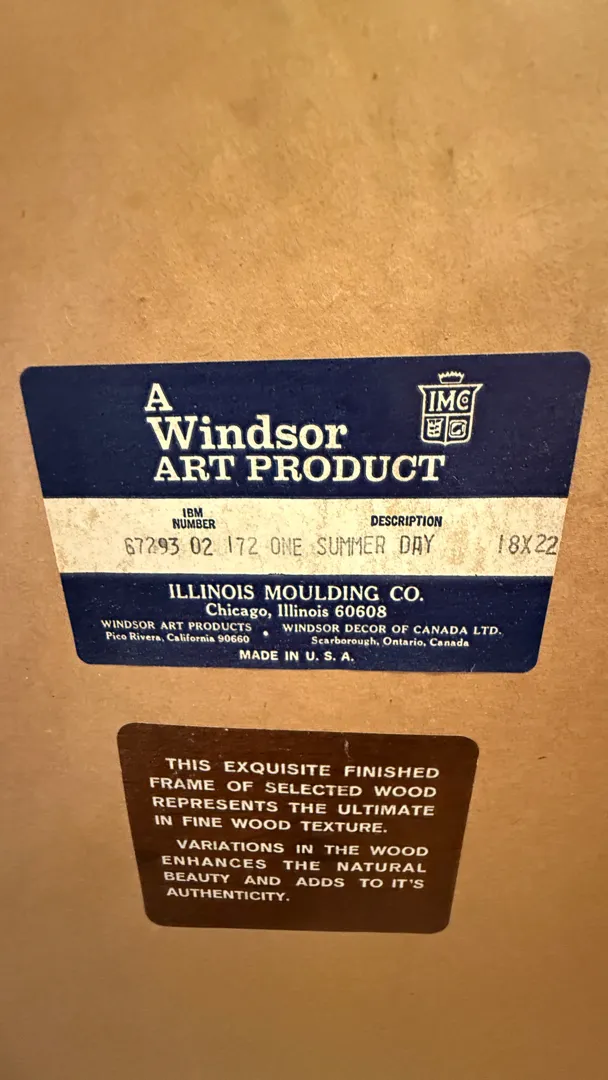 A
Windsor
ART PRODUCT
IMCo
IBM
NUMBER
DESCRIPTION
67293 02 172 ONE SUMMER DAY 18X22
ILLINOIS MOULDING CO.
Chicago, Illinois 60608
WINDSOR ART PRODUCTS • WINDSOR DECOR OF CANADA LTD.
Pico Rivera, California 90660 Scarborough, Ontario, Canada
MADE IN U. S. A.
THIS EXQUISITE FINISHED
FRAME OF SELECTED WOOD
REPRESENTS THE ULTIMATE
IN FINE WOOD TEXTURE.
VARIATIONS IN THE WOOD
ENHANCES THE NATURAL
BEAUTY AND ADDS TO IT'S
AUTHENTICITY.